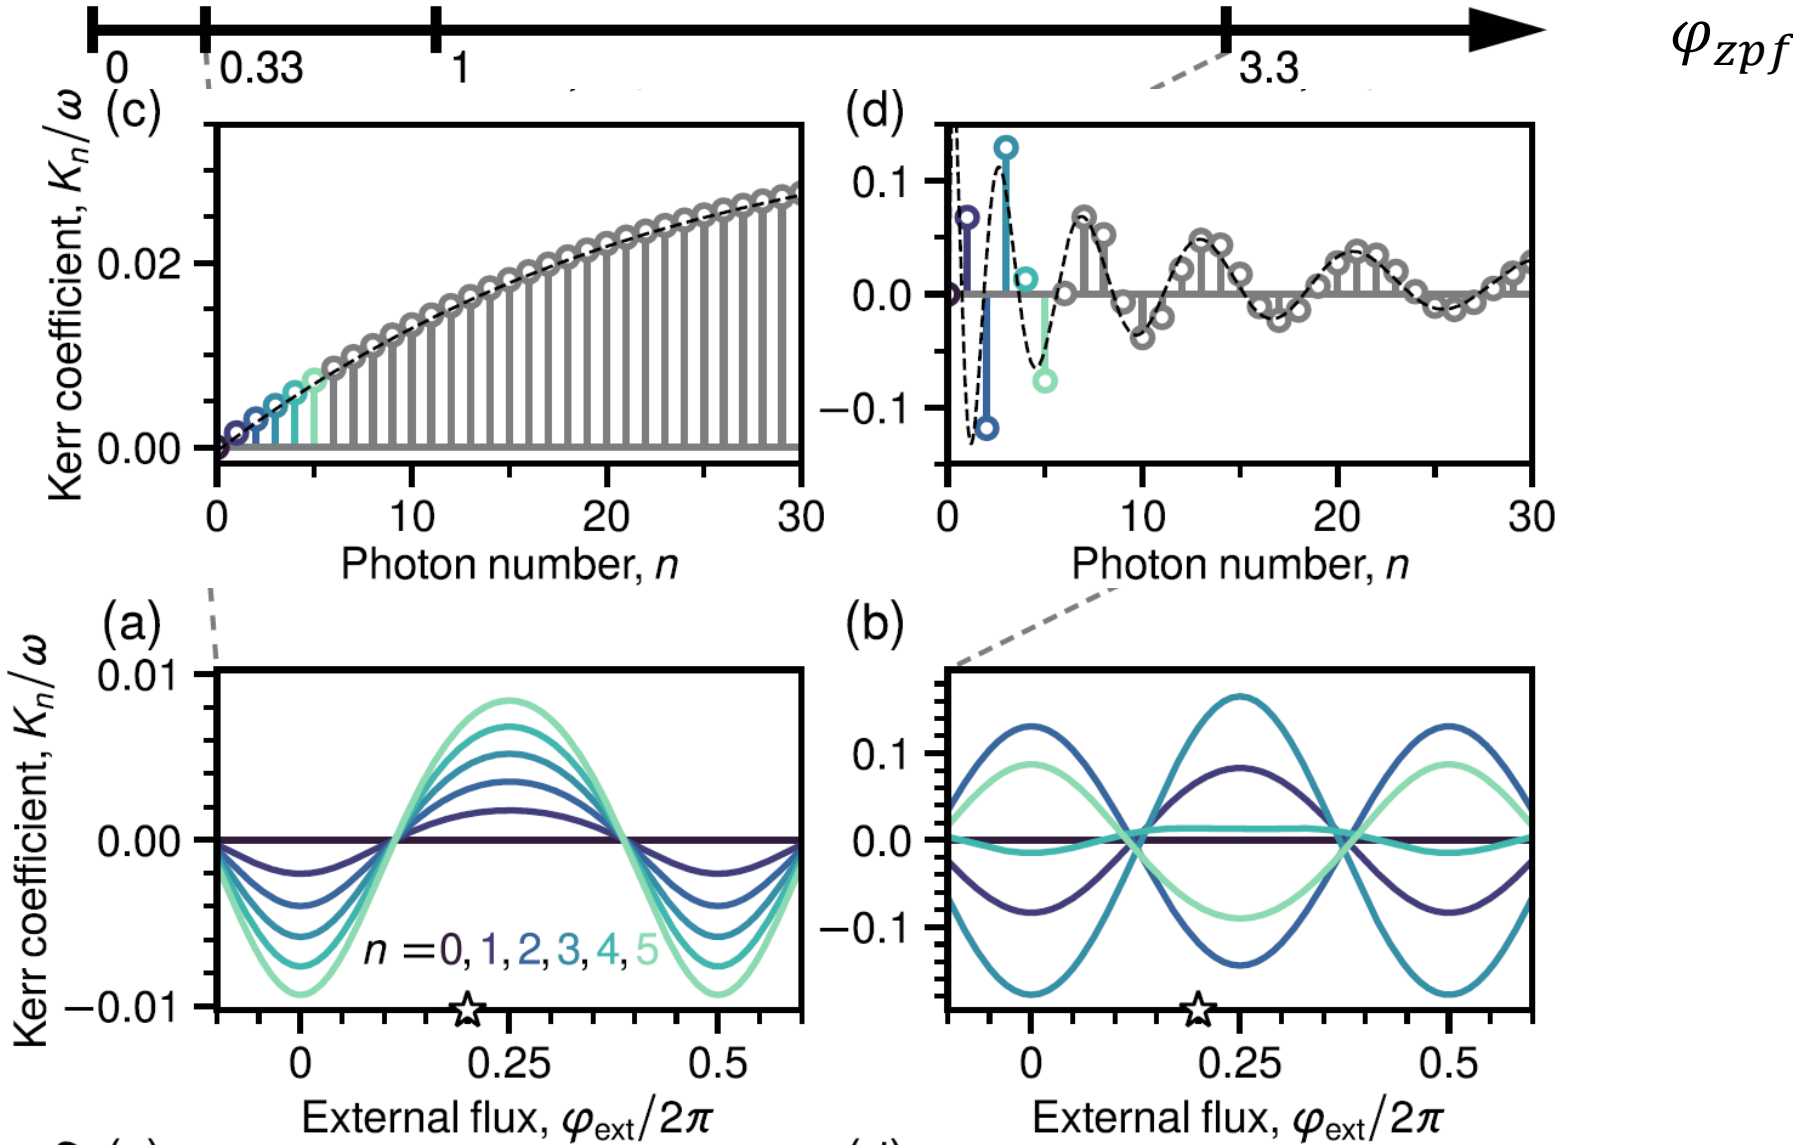 0 0.33 1 3.3 φzpf
(c) (d)
Kerr coefficient, Kn/ω
0.02
0.00
0 10 20 30
Photon number, n
0.1
0.0
−0.1
0 10 20 30
Photon number, n
(a) (b)
Kerr coefficient, Kn/ω
0.01
0.00
−0.01
n =0, 1, 2, 3, 4, 5
0 0.25 0.5
External flux, φext/2π
0.1
0.0
−0.1
0 0.25 0.5
External flux, φext/2π